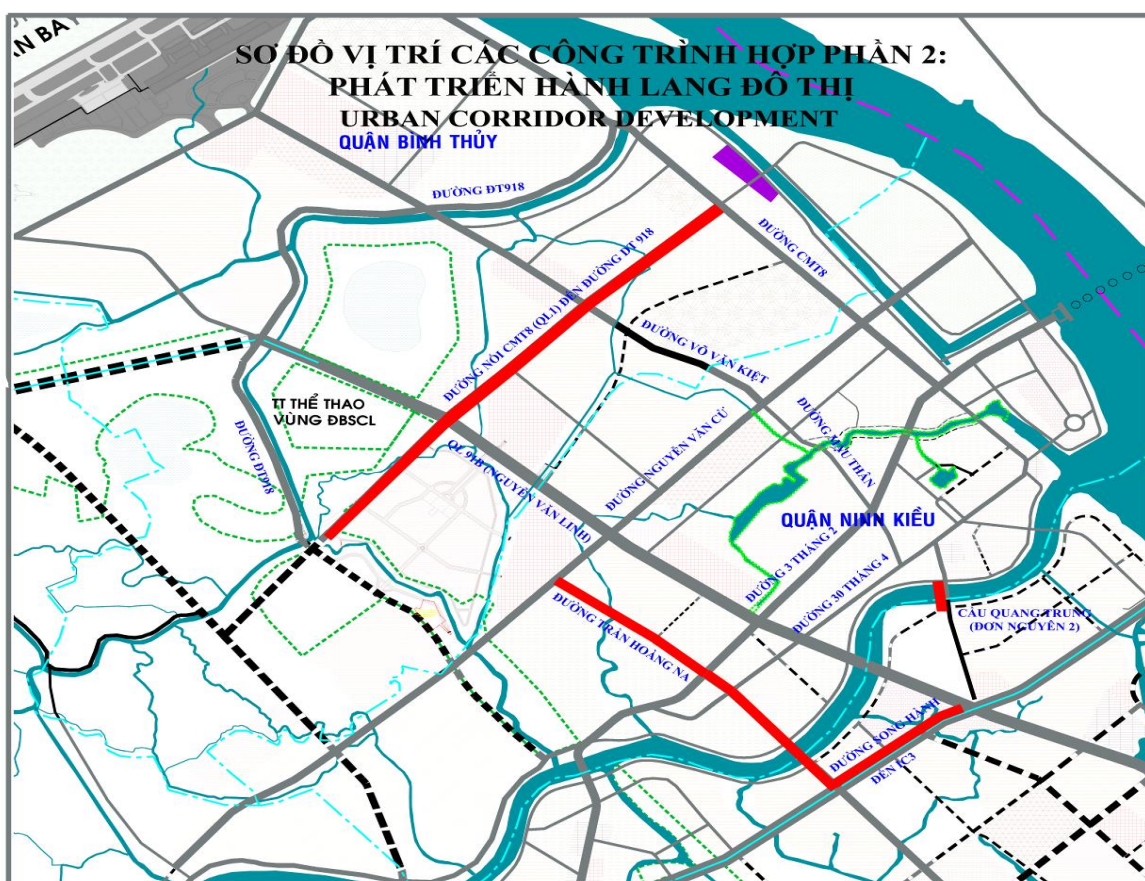 ÂN BAY
SƠ ĐỒ VỊ TRÍ CÁC CÔNG TRÌNH HỢP PHẦN 2:
PHÁT TRIỂN HÀNH LANG ĐÔ THỊ
URBAN CORRIDOR DEVELOPMENT
QUẬN BÌNH THỦY
ĐƯỜNG ĐT918
ĐƯỜNG CMT8
ĐƯỜNG NỐI CMT8 (QL1) ĐẾN ĐƯỜNG ĐT 918
ĐƯỜNG VÕ VĂN KIỆT
TT THỂ THAO
VÙNG ĐBSCL
ĐƯỜNG ĐT918
QL 91B (NGUYỄN VĂN LINH)
ĐƯỜNG NGUYỄN VĂN CỪ
ĐƯỜNG MẬU THÂN
QUẬN NINH KIỀU
ĐƯỜNG 3 THÁNG 2
ĐƯỜNG 30 THÁNG 4
ĐƯỜNG TRẦN HOÀNG NA
CẦU QUANG TRUNG
(ĐƠN NGUYÊN 2)
ĐƯỜNG SONG HÀNH
ĐẾN IC3